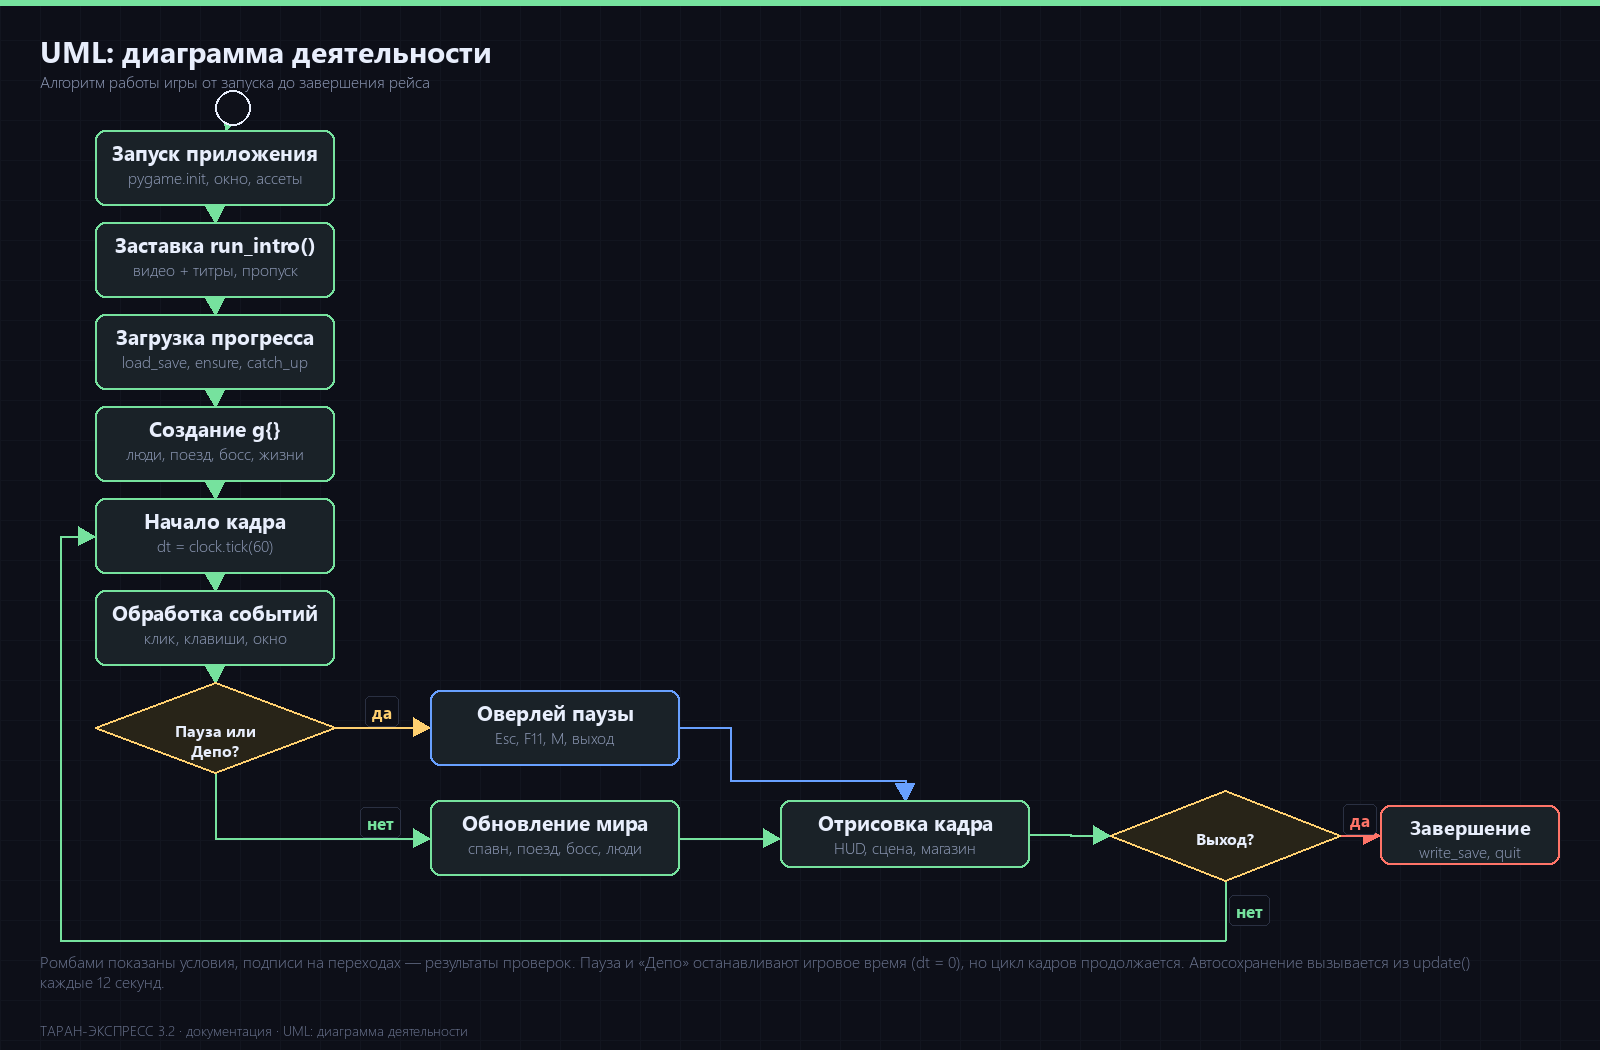 UML: диаграмма деятельности
Алгоритм работы игры от запуска до завершения рейса
Запуск приложения
pygame.init, окно, ассеты
Заставка run_intro()
видео + титры, пропуск
Загрузка прогресса
load_save, ensure, catch_up
Создание g{}
люди, поезд, босс, жизни
Начало кадра
dt = clock.tick(60)
Обработка событий
клик, клавиши, окно
Пауза или
Депо?
да
Оверлей паузы
Esc, F11, M, выход
нет
Обновление мира
спавн, поезд, босс, люди
Отрисовка кадра
HUD, сцена, магазин
Выход?
да
Завершение
write_save, quit
нет
Ромбами показаны условия, подписи на переходах — результаты проверок. Пауза и «Депо» останавливают игровое время (dt = 0), но цикл кадров продолжается. Автосохранение вызывается из update()
каждые 12 секунд.
ТАРАН-ЭКСПРЕСС 3.2 · документация · UML: диаграмма деятельности